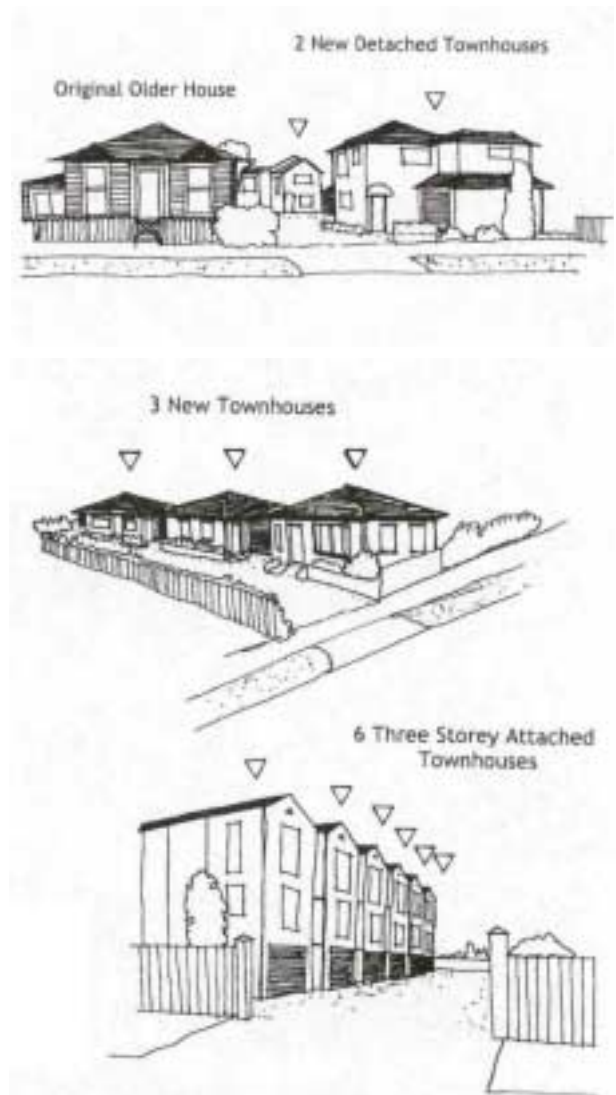 2 New Detached Townhouses
Original Older House
3 New Townhouses
6 Three Storey Attached
Townhouses